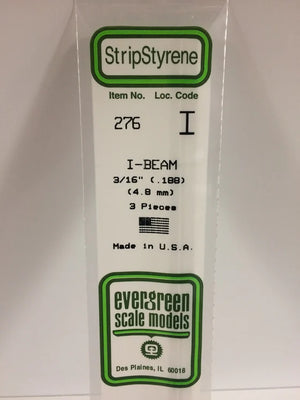 StripStyrene
Item No. Loc. Code
276 I
I-BEAM
3/16" (.188)
(4.8 mm)
3 Pieces
Made in U.S.A.
evergreen
scale models
Des Plaines, IL 60018